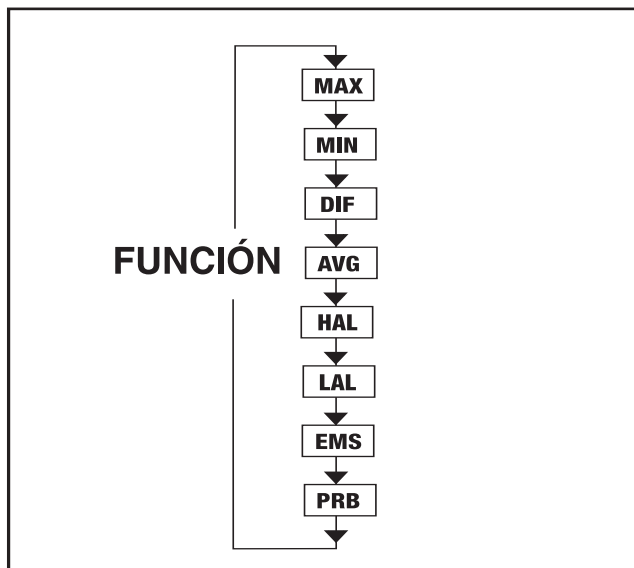 MAX
MIN
DIF
FUNCIÓN
AVG
HAL
LAL
EMS
PRB